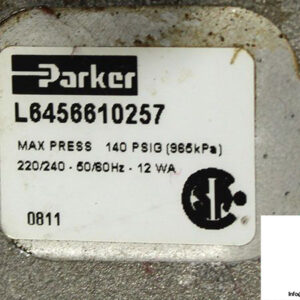 Parker
L6456610257
MAX PRESS 140 PSIG (965kPa)
220/240 - 50/60Hz - 12 WA
0811